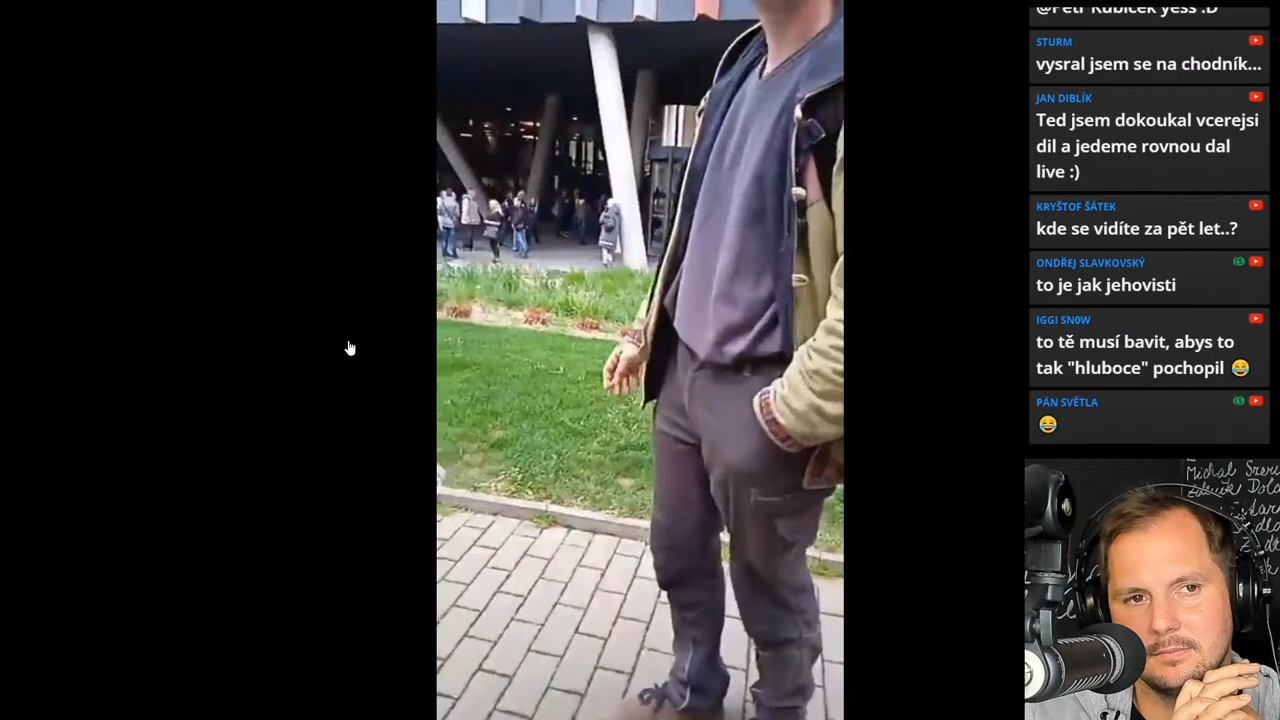 @Petr Kubíček yess :D
STURM
vysral jsem se na chodník...
JAN DIBLÍK
Ted jsem dokoukal vcerejsi
dil a jedeme rovnou dal
live :)
KRYŠTOF ŠÁTEK
kde se vidíte za pět let..?
ONDŘEJ SLAVKOVSKÝ
to je jak jehovisti
IGGI SN0W
to tě musí bavit, abys to
tak "hluboce" pochopil 😂
PÁN SVĚTLA
😂
Michal